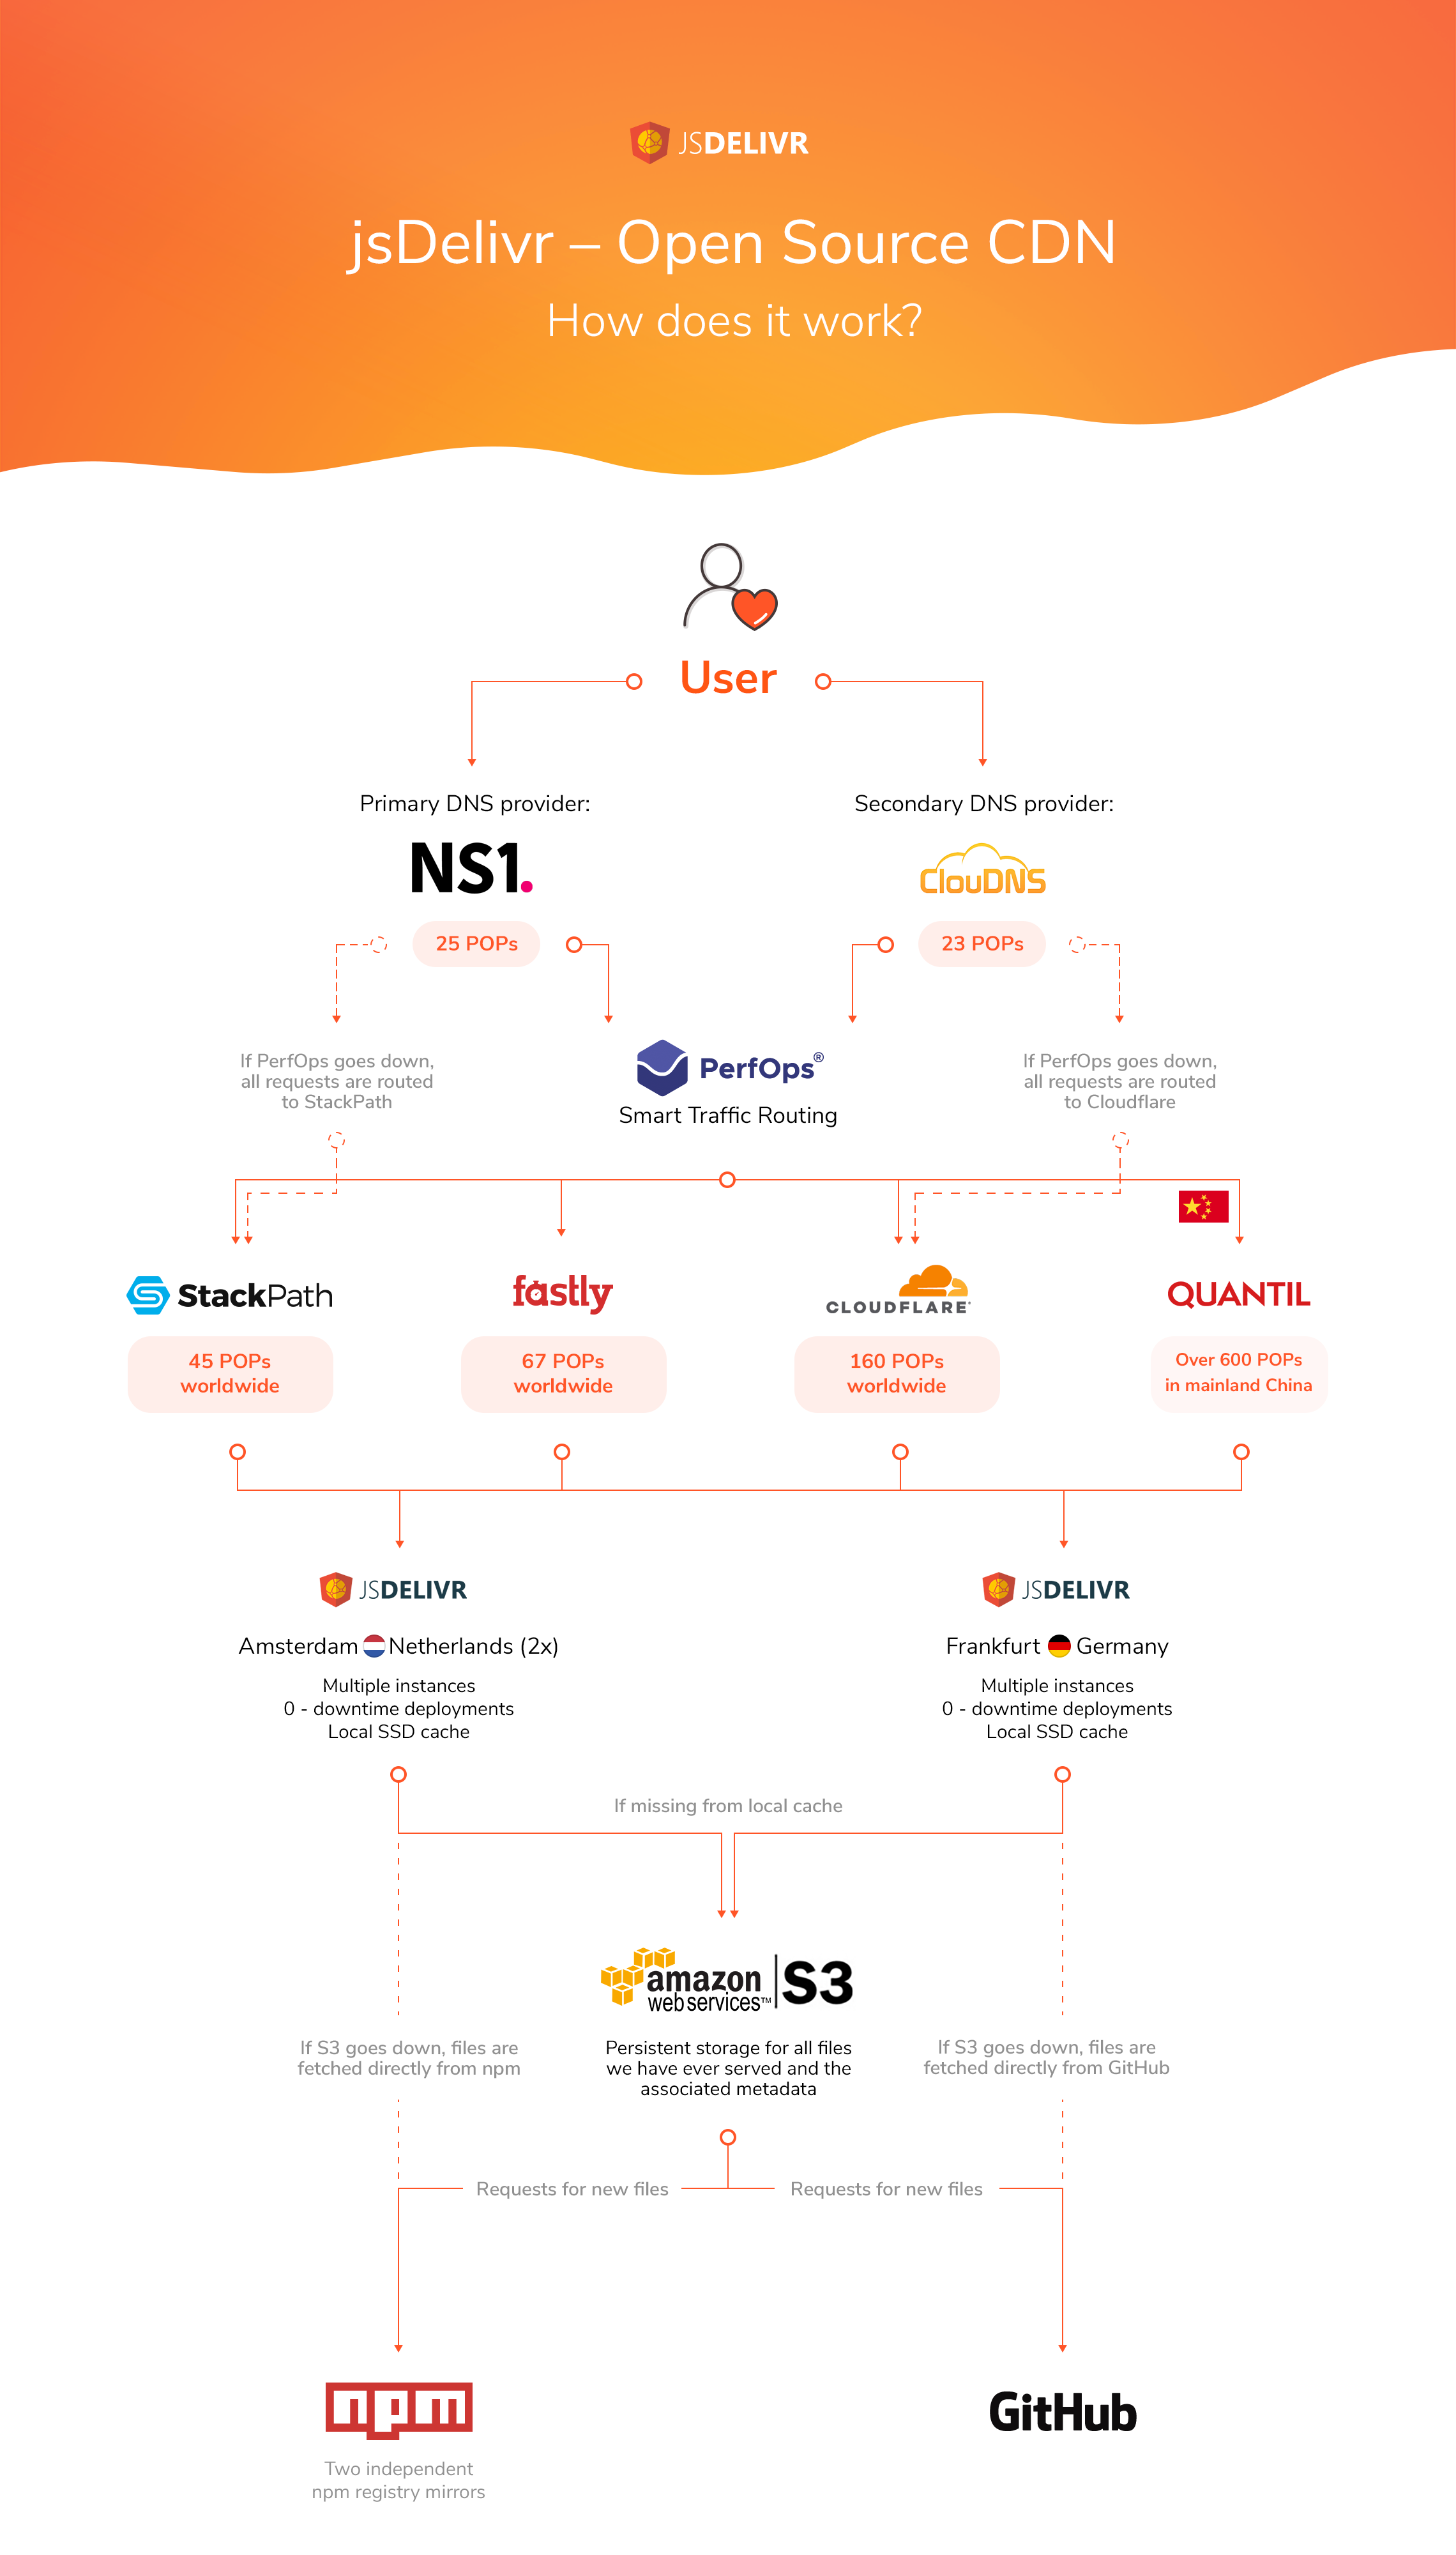 JSDELIVR
jsDelivr – Open Source CDN
How does it work?
User
Primary DNS provider:
Secondary DNS provider:
NS1.
ClouDNS
25 POPs
23 POPs
If PerfOps goes down,
all requests are routed
to StackPath
PerfOps®
Smart Traffic Routing
If PerfOps goes down,
all requests are routed
to Cloudflare
StackPath
fastly
CLOUDFLARE
QUANTIL
45 POPs
worldwide
67 POPs
worldwide
160 POPs
worldwide
Over 600 POPs
in mainland China
JSDELIVR
Amsterdam Netherlands (2x)
Multiple instances
0 - downtime deployments
Local SSD cache
JSDELIVR
Frankfurt Germany
Multiple instances
0 - downtime deployments
Local SSD cache
If missing from local cache
amazon
webservices™
S3
If S3 goes down, files are
fetched directly from npm
Persistent storage for all files
we have ever served and the
associated metadata
If S3 goes down, files are
fetched directly from GitHub
Requests for new files
Requests for new files
npm
GitHub
Two independent
npm registry mirrors